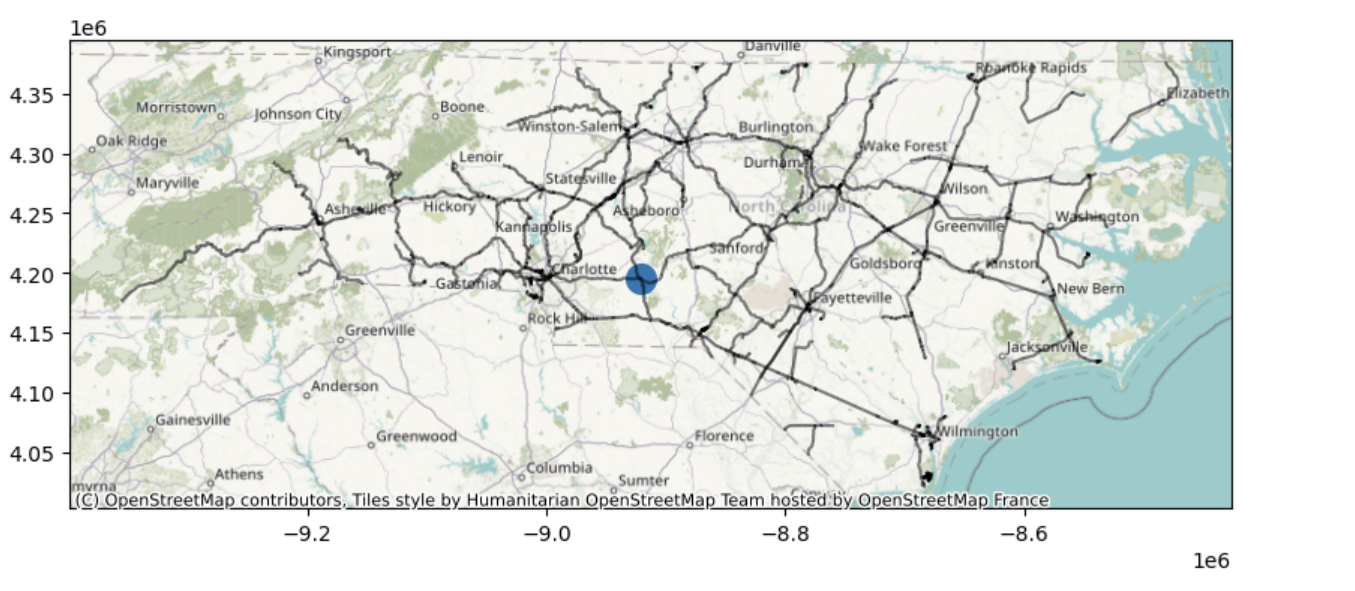 1e6
Kingsport
Danville
Roanoke Rapids
4.35
Morristown
Johnson City
Boone
Elizabeth
Winston-Salem
Burlington
Oak Ridge
Wake Forest
4.30
Lenoir
Durham
Maryville
Statesville
Wilson
4.25
Asheville
Hickory
Asheboro
North Carolina
Washington
Kannapolis
Greenville
Sanford
4.20
Charlotte
Goldsboro
Kinston
Gastonia
New Bern
Fayetteville
4.15
Rock Hill
Greenville
Jacksonville
4.10
Anderson
Gainesville
Greenwood
Florence
Wilmington
4.05
Athens
Columbia
Sumter
myrna
(C) OpenStreetMap contributors, Tiles style by Humanitarian OpenStreetMap Team hosted by OpenStreetMap France
−9.2
−9.0
−8.8
−8.6
1e6